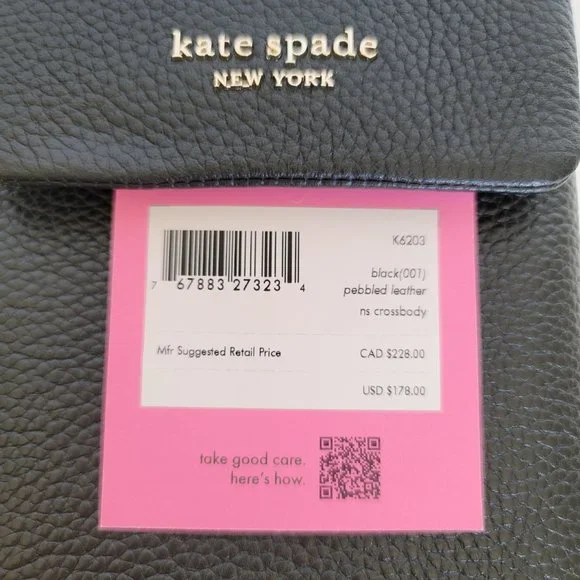 kate spade
NEW YORK
K6203
7 67883 27323 4
black(001)
pebbled leather
ns crossbody
Mfr Suggested Retail Price
CAD $228.00
USD $178.00
take good care.
here's how.